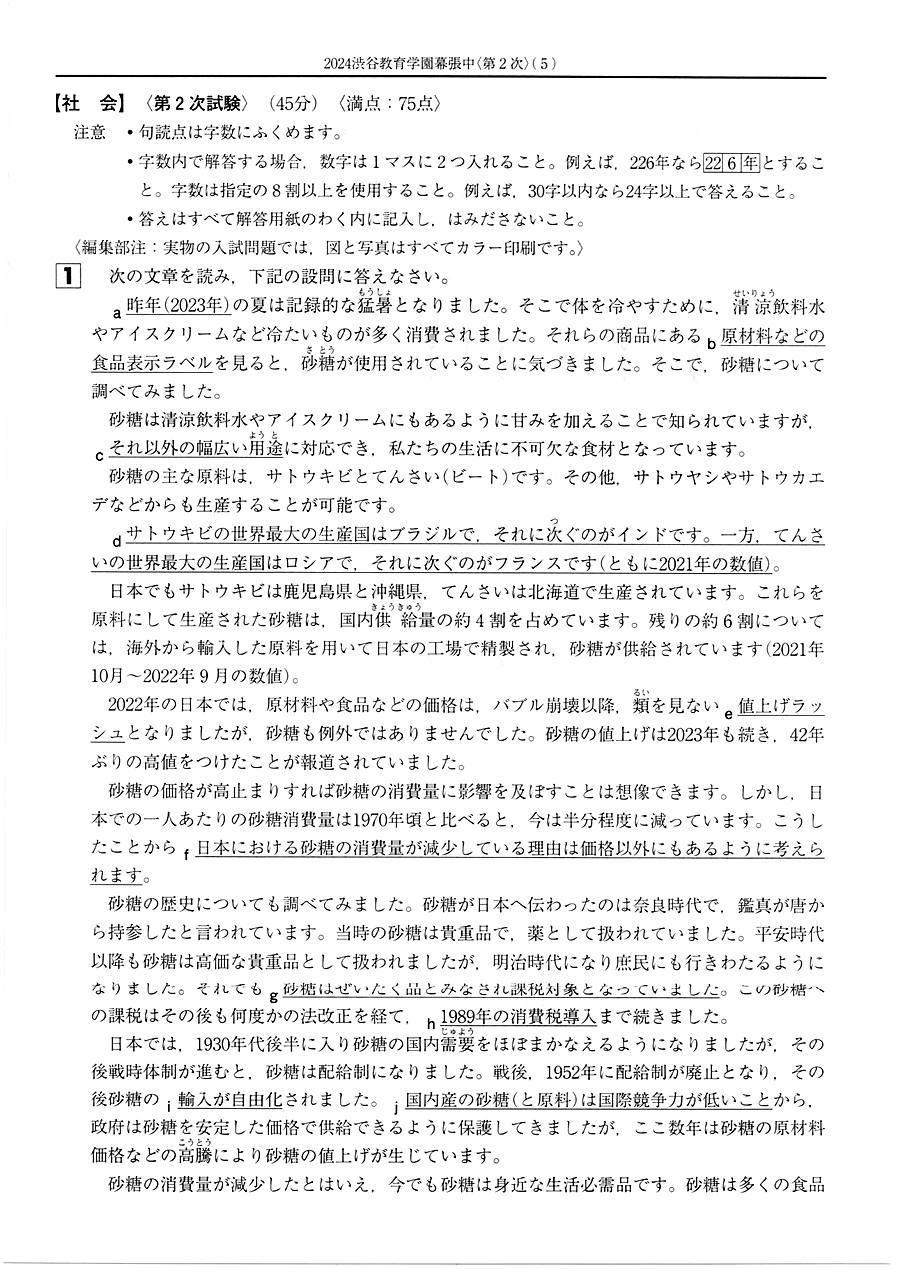 2024渋谷教育学園幕張中〈第2次〉(5)
【社 会】〈第2次試験〉(45分)〈満点：75点〉
注意 ・句読点は字数にふくめます。
・字数内で解答する場合，数字は1マスに2つ入れること。例えば，226年なら22 6 年とするこ
と。字数は指定の8割以上を使用すること。例えば，30字以内なら24字以上で答えること。
・答えはすべて解答用紙のわく内に記入し，はみださないこと。
〈編集部注：実物の入試問題では，図と写真はすべてカラー印刷です。〉
1 次の文章を読み，下記の設問に答えなさい。
a昨年(2023年)の夏は記録的な猛暑となりました。そこで体を冷やすために，清涼飲料水
やアイスクリームなど冷たいものが多く消費されました。それらの商品にあるb原材料などの
食品表示ラベルを見ると，砂糖が使用されていることに気づきました。そこで，砂糖について
調べてみました。
砂糖は清涼飲料水やアイスクリームにもあるように甘みを加えることで知られていますが，
cそれ以外の幅広い用途に対応でき，私たちの生活に不可欠な食材となっています。
砂糖の主な原料は，サトウキビとてんさい(ビート)です。その他，サトウヤシやサトウカエ
デなどからも生産することが可能です。
dサトウキビの世界最大の生産国はブラジルで，それに次ぐのがインドです。一方，てんさ
いの世界最大の生産国はロシアで，それに次ぐのがフランスです(ともに2021年の数値)。
日本でもサトウキビは鹿児島県と沖縄県，てんさいは北海道で生産されています。これらを
原料にして生産された砂糖は，国内供給量の約4割を占めています。残りの約6割について
は，海外から輸入した原料を用いて日本の工場で精製され，砂糖が供給されています(2021年
10月～2022年9月の数値)。
2022年の日本では，原材料や食品などの価格は，バブル崩壊以降，類を見ないe値上げラッ
シュとなりましたが，砂糖も例外ではありませんでした。砂糖の値上げは2023年も続き，42年
ぶりの高値をつけたことが報道されていました。
砂糖の価格が高止まりすれば砂糖の消費量に影響を及ぼすことは想像できます。しかし，日
本での一人あたりの砂糖消費量は1970年頃と比べると，今は半分程度に減っています。こうし
たことからf日本における砂糖の消費量が減少している理由は価格以外にもあるように考えら
れます。
砂糖の歴史についても調べてみました。砂糖が日本へ伝わったのは奈良時代で，鑑真が唐か
ら持参したと言われています。当時の砂糖は貴重品で，薬として扱われていました。平安時代
以降も砂糖は高価な貴重品として扱われましたが，明治時代になり庶民にも行きわたるように
なりました。それでもg砂糖はぜいたく品とみなされ課税対象となっていました。この砂糖へ
の課税はその後も何度かの法改正を経て，h1989年の消費税導入まで続きました。
日本では，1930年代後半に入り砂糖の国内需要をほぼまかなえるようになりましたが，その
後戦時体制が進むと，砂糖は配給制になりました。戦後，1952年に配給制が廃止となり，その
後砂糖のi輸入が自由化されました。j国内産の砂糖(と原料)は国際競争力が低いことから，
政府は砂糖を安定した価格で供給できるように保護してきましたが，ここ数年は砂糖の原材料
価格などの高騰により砂糖の値上げが生じています。
砂糖の消費量が減少したとはいえ，今でも砂糖は身近な生活必需品です。砂糖は多くの食品